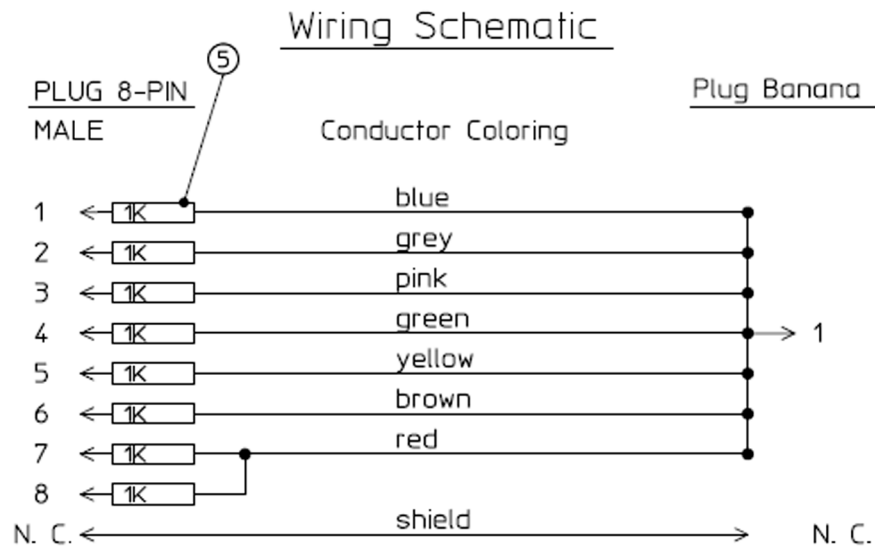 Wiring Schematic
5
PLUG 8-PIN
Plug Banana
MALE
Conductor Coloring
1 1K blue
2 1K grey
3 1K pink
4 1K green 1
5 1K yellow
6 1K brown
7 1K red
8 1K
N. C. shield N. C.